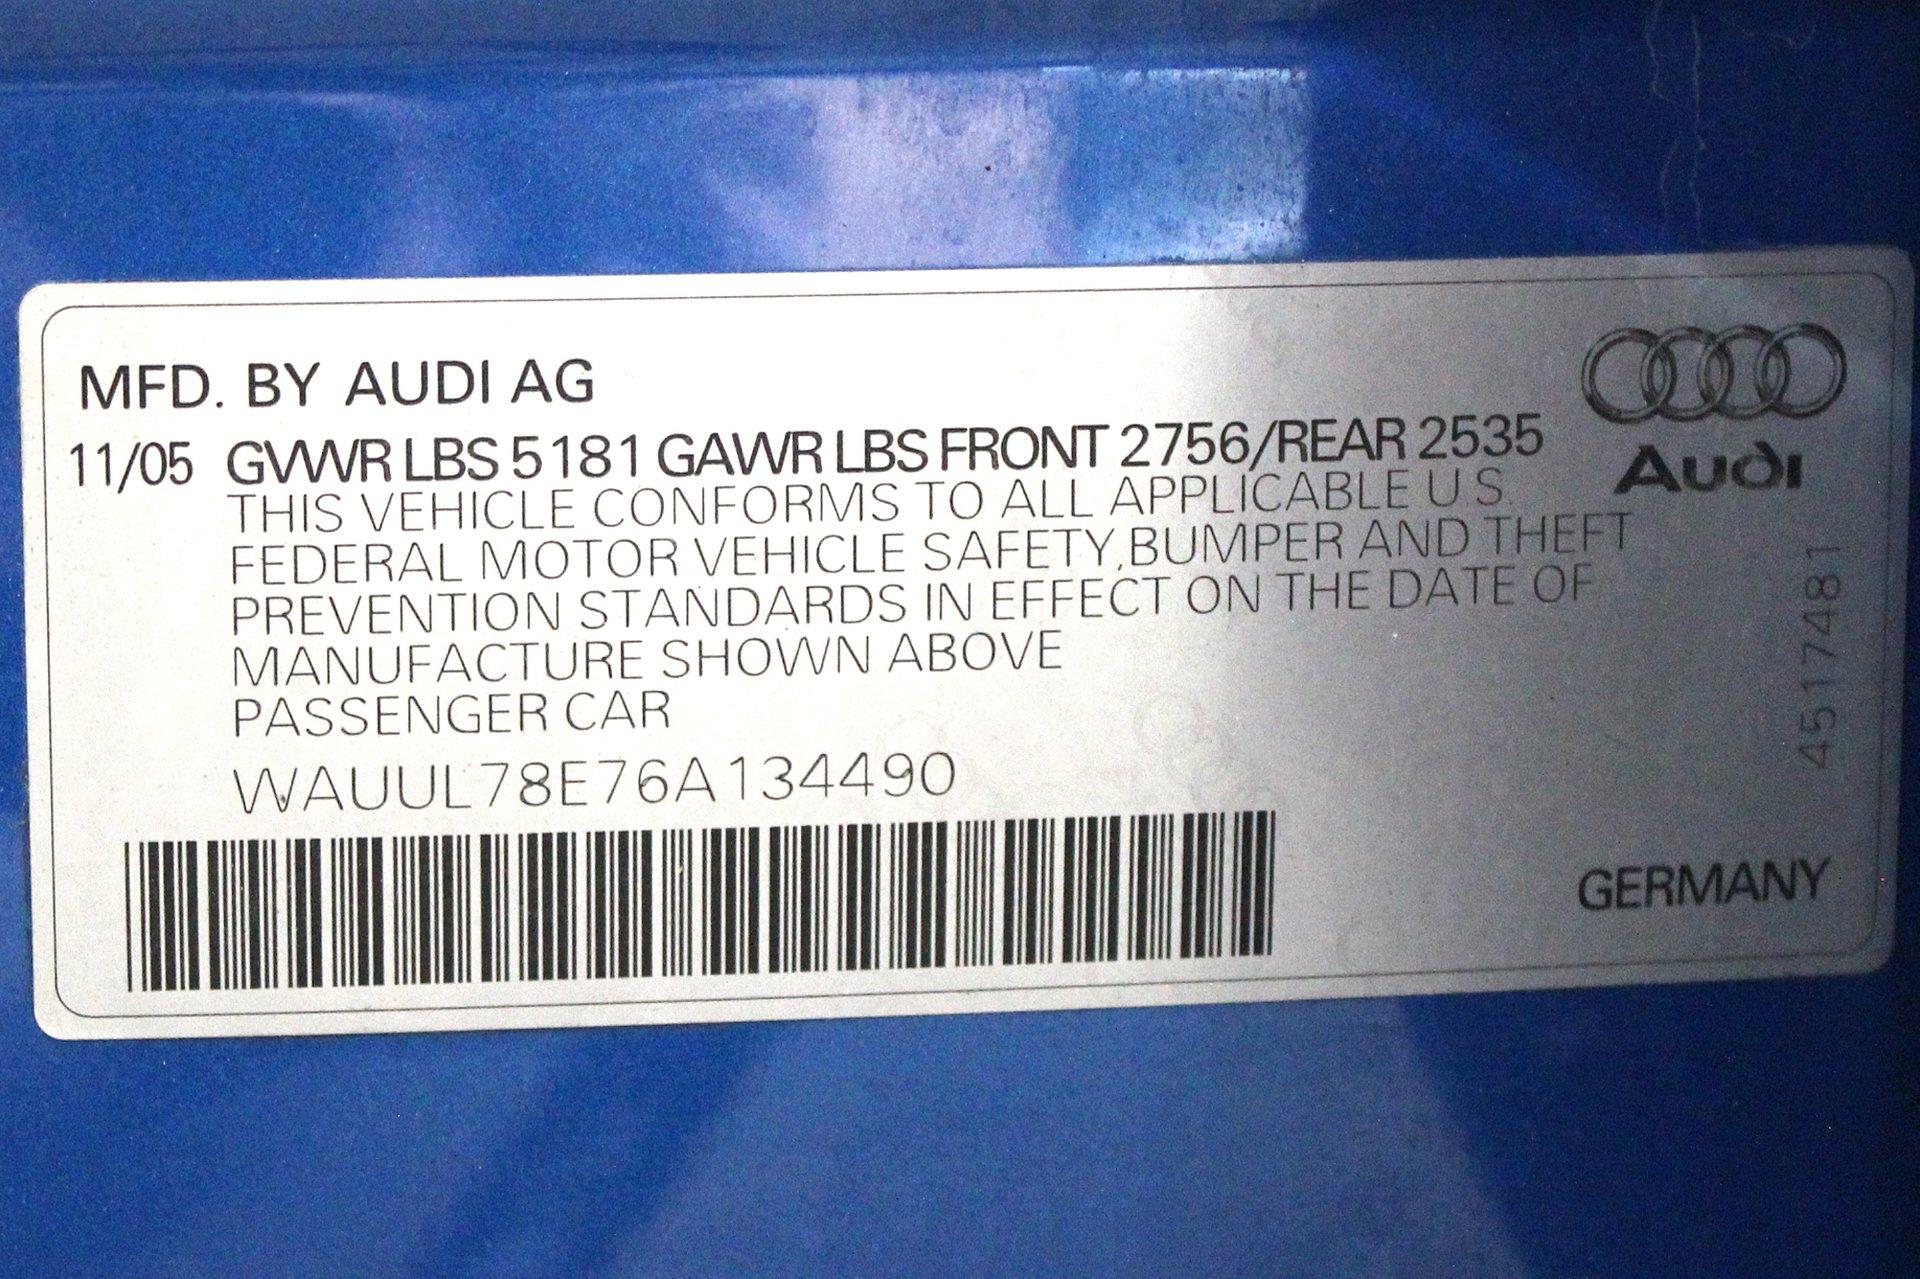 MFD. BY AUDI AG
11/05 GVWR LBS 5181 GAWR LBS FRONT 2756/REAR 2535
THIS VEHICLE CONFORMS TO ALL APPLICABLE U S.
FEDERAL MOTOR VEHICLE SAFETY,BUMPER AND THEFT
PREVENTION STANDARDS IN EFFECT ON THE DATE OF
MANUFACTURE SHOWN ABOVE
PASSENGER CAR
WAUUL78E76A134490
Audi
4517481
GERMANY